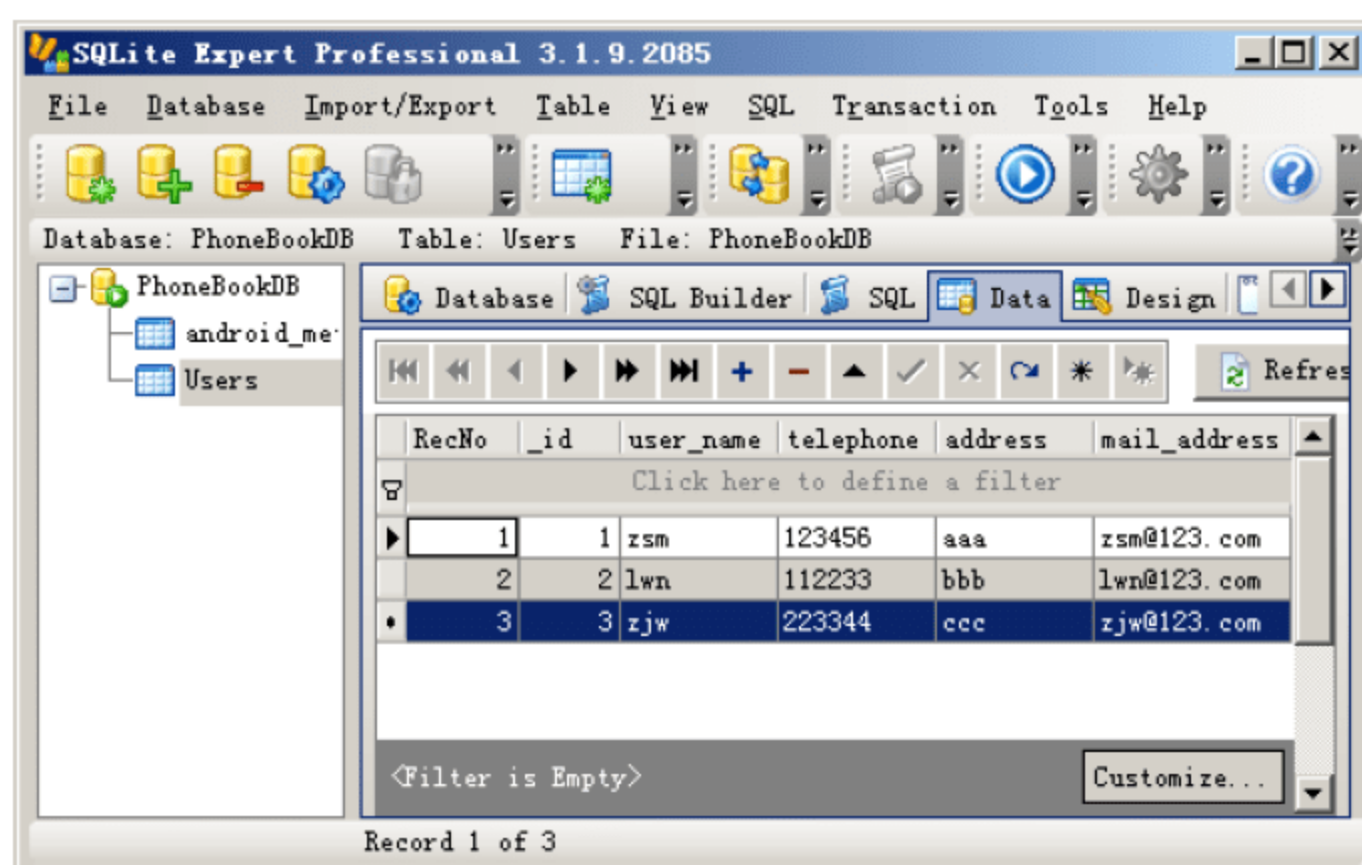 SQLite Expert Professional 3.1.9.2085
File Database Import/Export Table View SQL Transaction Tools Help
Database: PhoneBookDB Table: Users File: PhoneBookDB
PhoneBookDB
android_me
Users
Database SQL Builder SQL Data Design
Refres
RecNo _id user_name telephone address mail_address
Click here to define a filter
1 1 zsm 123456 aaa zsm@123.com
2 2 lwn 112233 bbb lwn@123.com
3 3 zjw 223344 ccc zjw@123.com
<Filter is Empty>
Customize...
Record 1 of 3